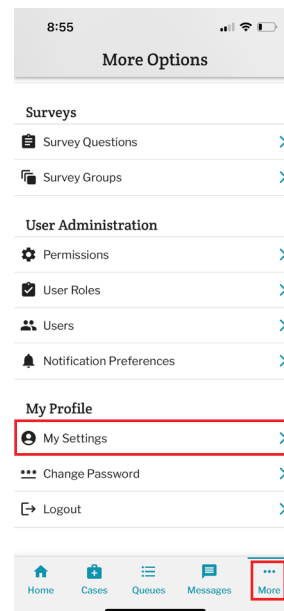 8:55
More Options
Surveys
Survey Questions
Survey Groups
User Administration
Permissions
User Roles
Users
Notification Preferences
My Profile
My Settings
Change Password
Logout
Home Cases Queues Messages More